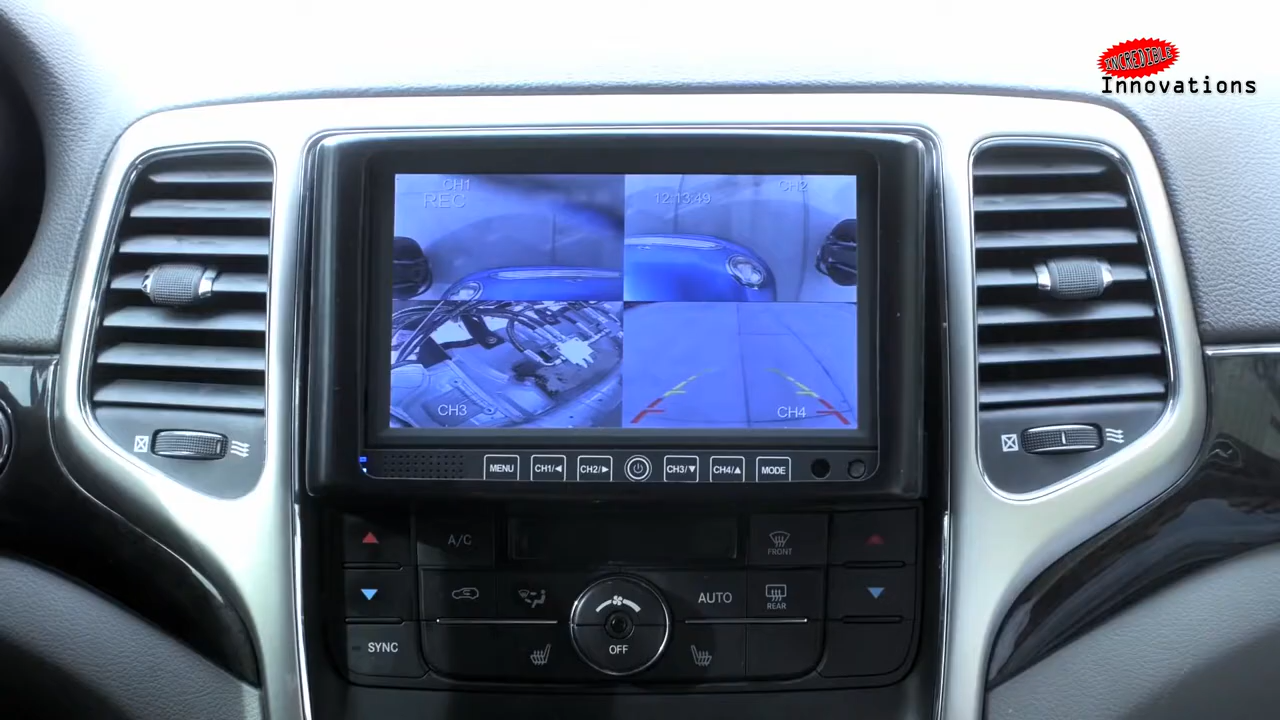 INCREDIBLE
Innovations
CH1
REC
CH2
12:13:49
CH3
CH4
MENU
CH1/◀
CH2/▶
CH3/▼
CH4/▲
MODE
A/C
FRONT
AUTO
REAR
SYNC
OFF